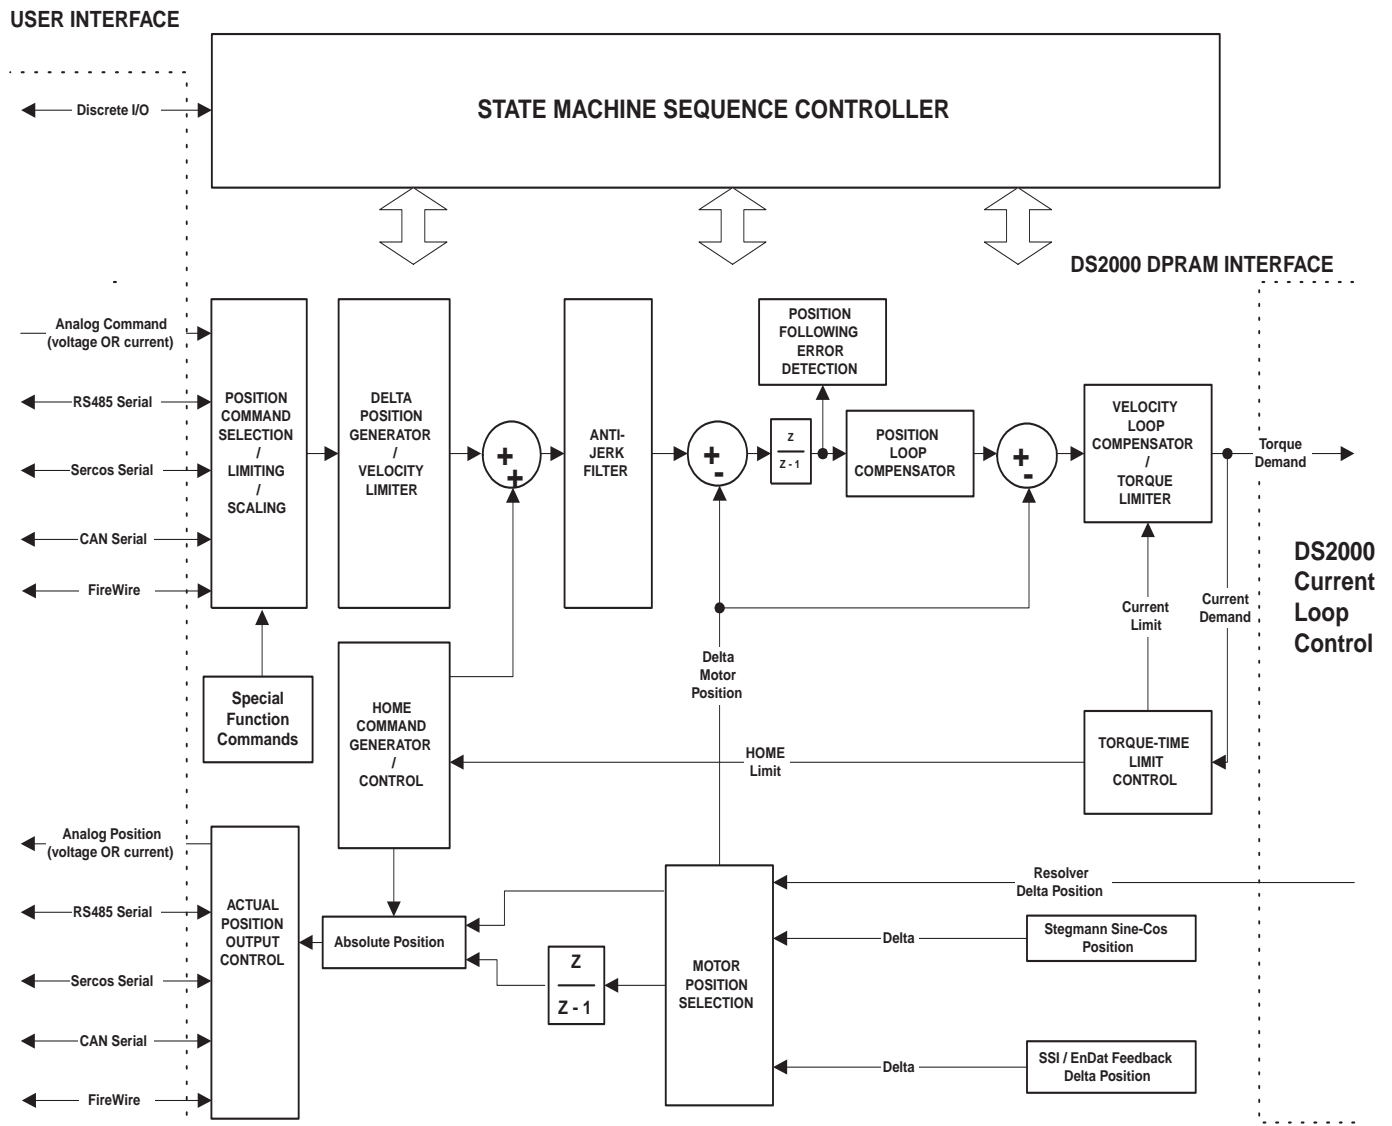 USER INTERFACE
STATE MACHINE SEQUENCE CONTROLLER
Discrete I/O
DS2000 DPRAM INTERFACE
Analog Command
(voltage OR current)
RS485 Serial
Sercos Serial
CAN Serial
FireWire
POSITION
COMMAND
SELECTION
/
LIMITING
/
SCALING
DELTA
POSITION
GENERATOR
/
VELOCITY
LIMITER
+
+
ANTI-
JERK
FILTER
+
-
Z
Z - 1
POSITION
FOLLOWING
ERROR
DETECTION
POSITION
LOOP
COMPENSATOR
+
-
VELOCITY
LOOP
COMPENSATOR
/
TORQUE
LIMITER
Torque
Demand
DS2000
Current
Loop
Control
Current
Limit
Current
Demand
Special
Function
Commands
HOME
COMMAND
GENERATOR
/
CONTROL
Delta
Motor
Position
HOME
Limit
TORQUE-TIME
LIMIT
CONTROL
Analog Position
(voltage OR current)
RS485 Serial
Sercos Serial
CAN Serial
FireWire
ACTUAL
POSITION
OUTPUT
CONTROL
Absolute Position
Z
Z - 1
MOTOR
POSITION
SELECTION
Resolver
Delta Position
Delta
Stegmann Sine-Cos
Position
Delta
SSI / EnDat Feedback
Delta Position